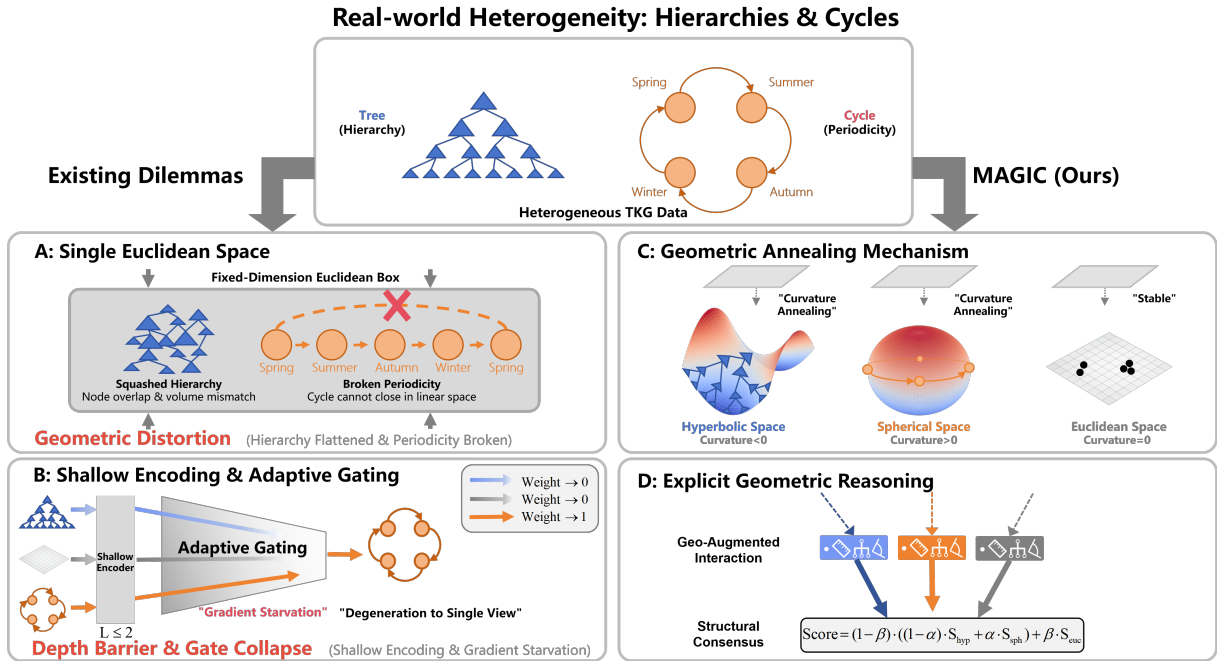 Real-world Heterogeneity: Hierarchies & Cycles
Tree
(Hierarchy)
Spring
Summer
Winter
Autumn
Cycle
(Periodicity)
Heterogeneous TKG Data
Existing Dilemmas
MAGIC (Ours)
A: Single Euclidean Space
Fixed-Dimension Euclidean Box
Spring
Summer
Autumn
Winter
Spring
Squashed Hierarchy
Node overlap & volume mismatch
Broken Periodicity
Cycle cannot close in linear space
Geometric Distortion (Hierarchy Flattened & Periodicity Broken)
B: Shallow Encoding & Adaptive Gating
Weight → 0
Weight → 0
Weight → 1
Shallow
Encoder
L ≤ 2
Adaptive Gating
"Gradient Starvation"
"Degeneration to Single View"
Depth Barrier & Gate Collapse (Shallow Encoding & Gradient Starvation)
C: Geometric Annealing Mechanism
"Curvature
Annealing"
"Curvature
Annealing"
"Stable"
Hyperbolic Space
Curvature<0
Spherical Space
Curvature>0
Euclidean Space
Curvature=0
D: Explicit Geometric Reasoning
Geo-Augmented
Interaction
Structural
Consensus
Score = (1−β)·((1−α)·S_hyp + α·S_sph) + β·S_euc